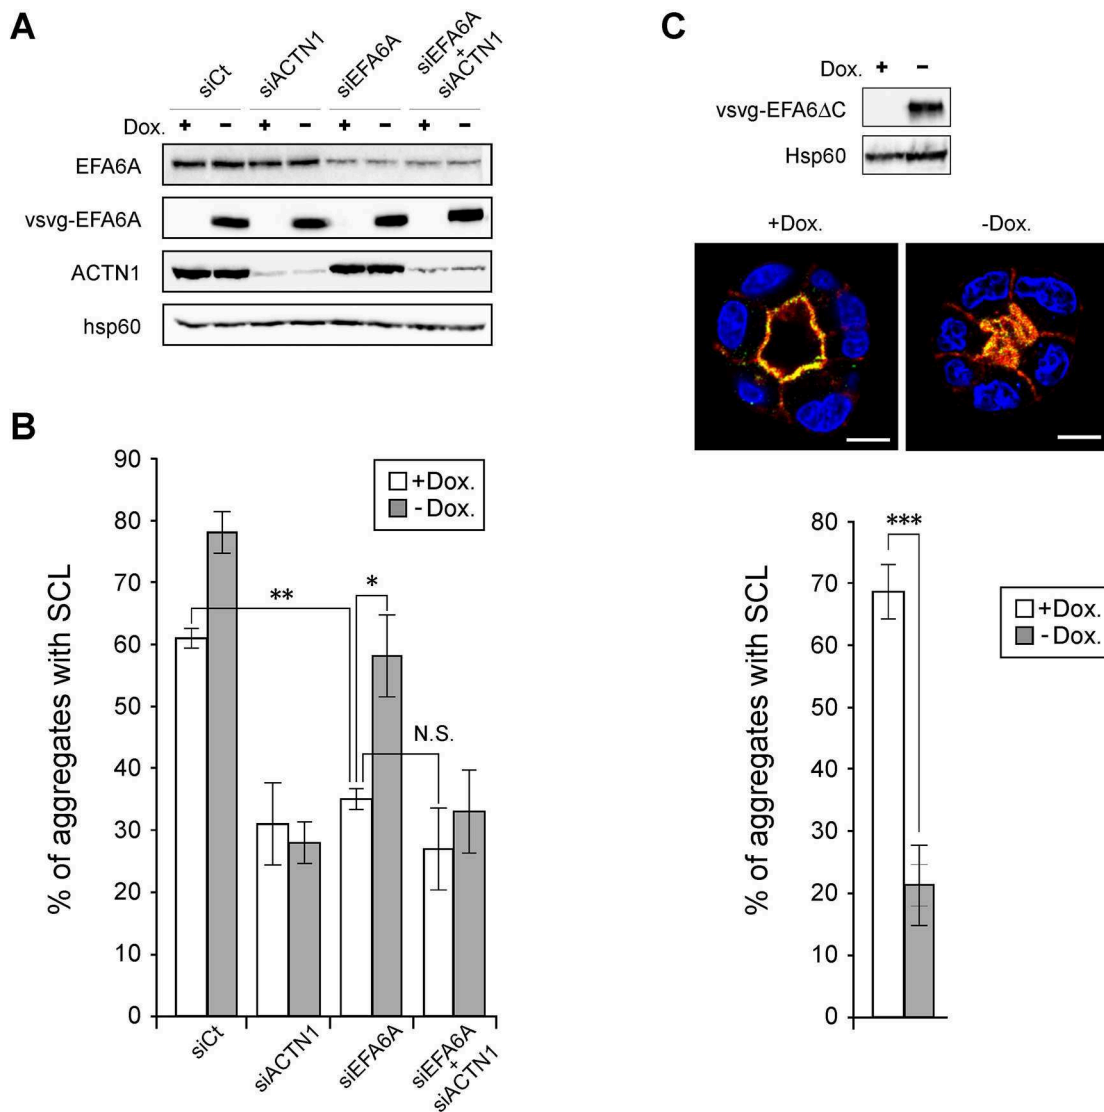 A
siCt
siACTN1
siEFA6A
siEFA6A
+
siACTN1
Dox. + - + - + - + -
EFA6A
vsvg-EFA6A
ACTN1
hsp60
B
% of aggregates with SCL
90
80
70
60
50
40
30
20
10
0
+Dox.
- Dox.
**
*
N.S.
siCt
siACTN1
siEFA6A
siEFA6A
+
siACTN1
C
Dox. + -
vsvg-EFA6ΔC
Hsp60
+Dox.
-Dox.
% of aggregates with SCL
80
70
60
50
40
30
20
10
0
***
+Dox.
- Dox.